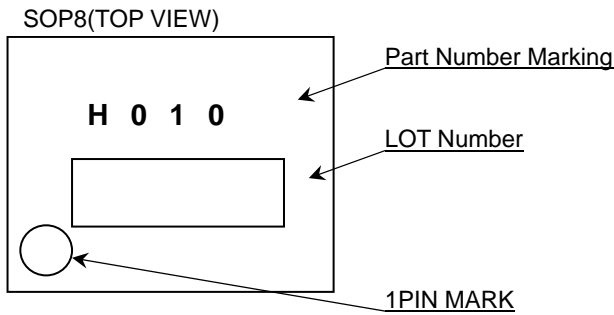 SOP8(TOP VIEW)
Part Number Marking
H 0 1 0
LOT Number
1PIN MARK